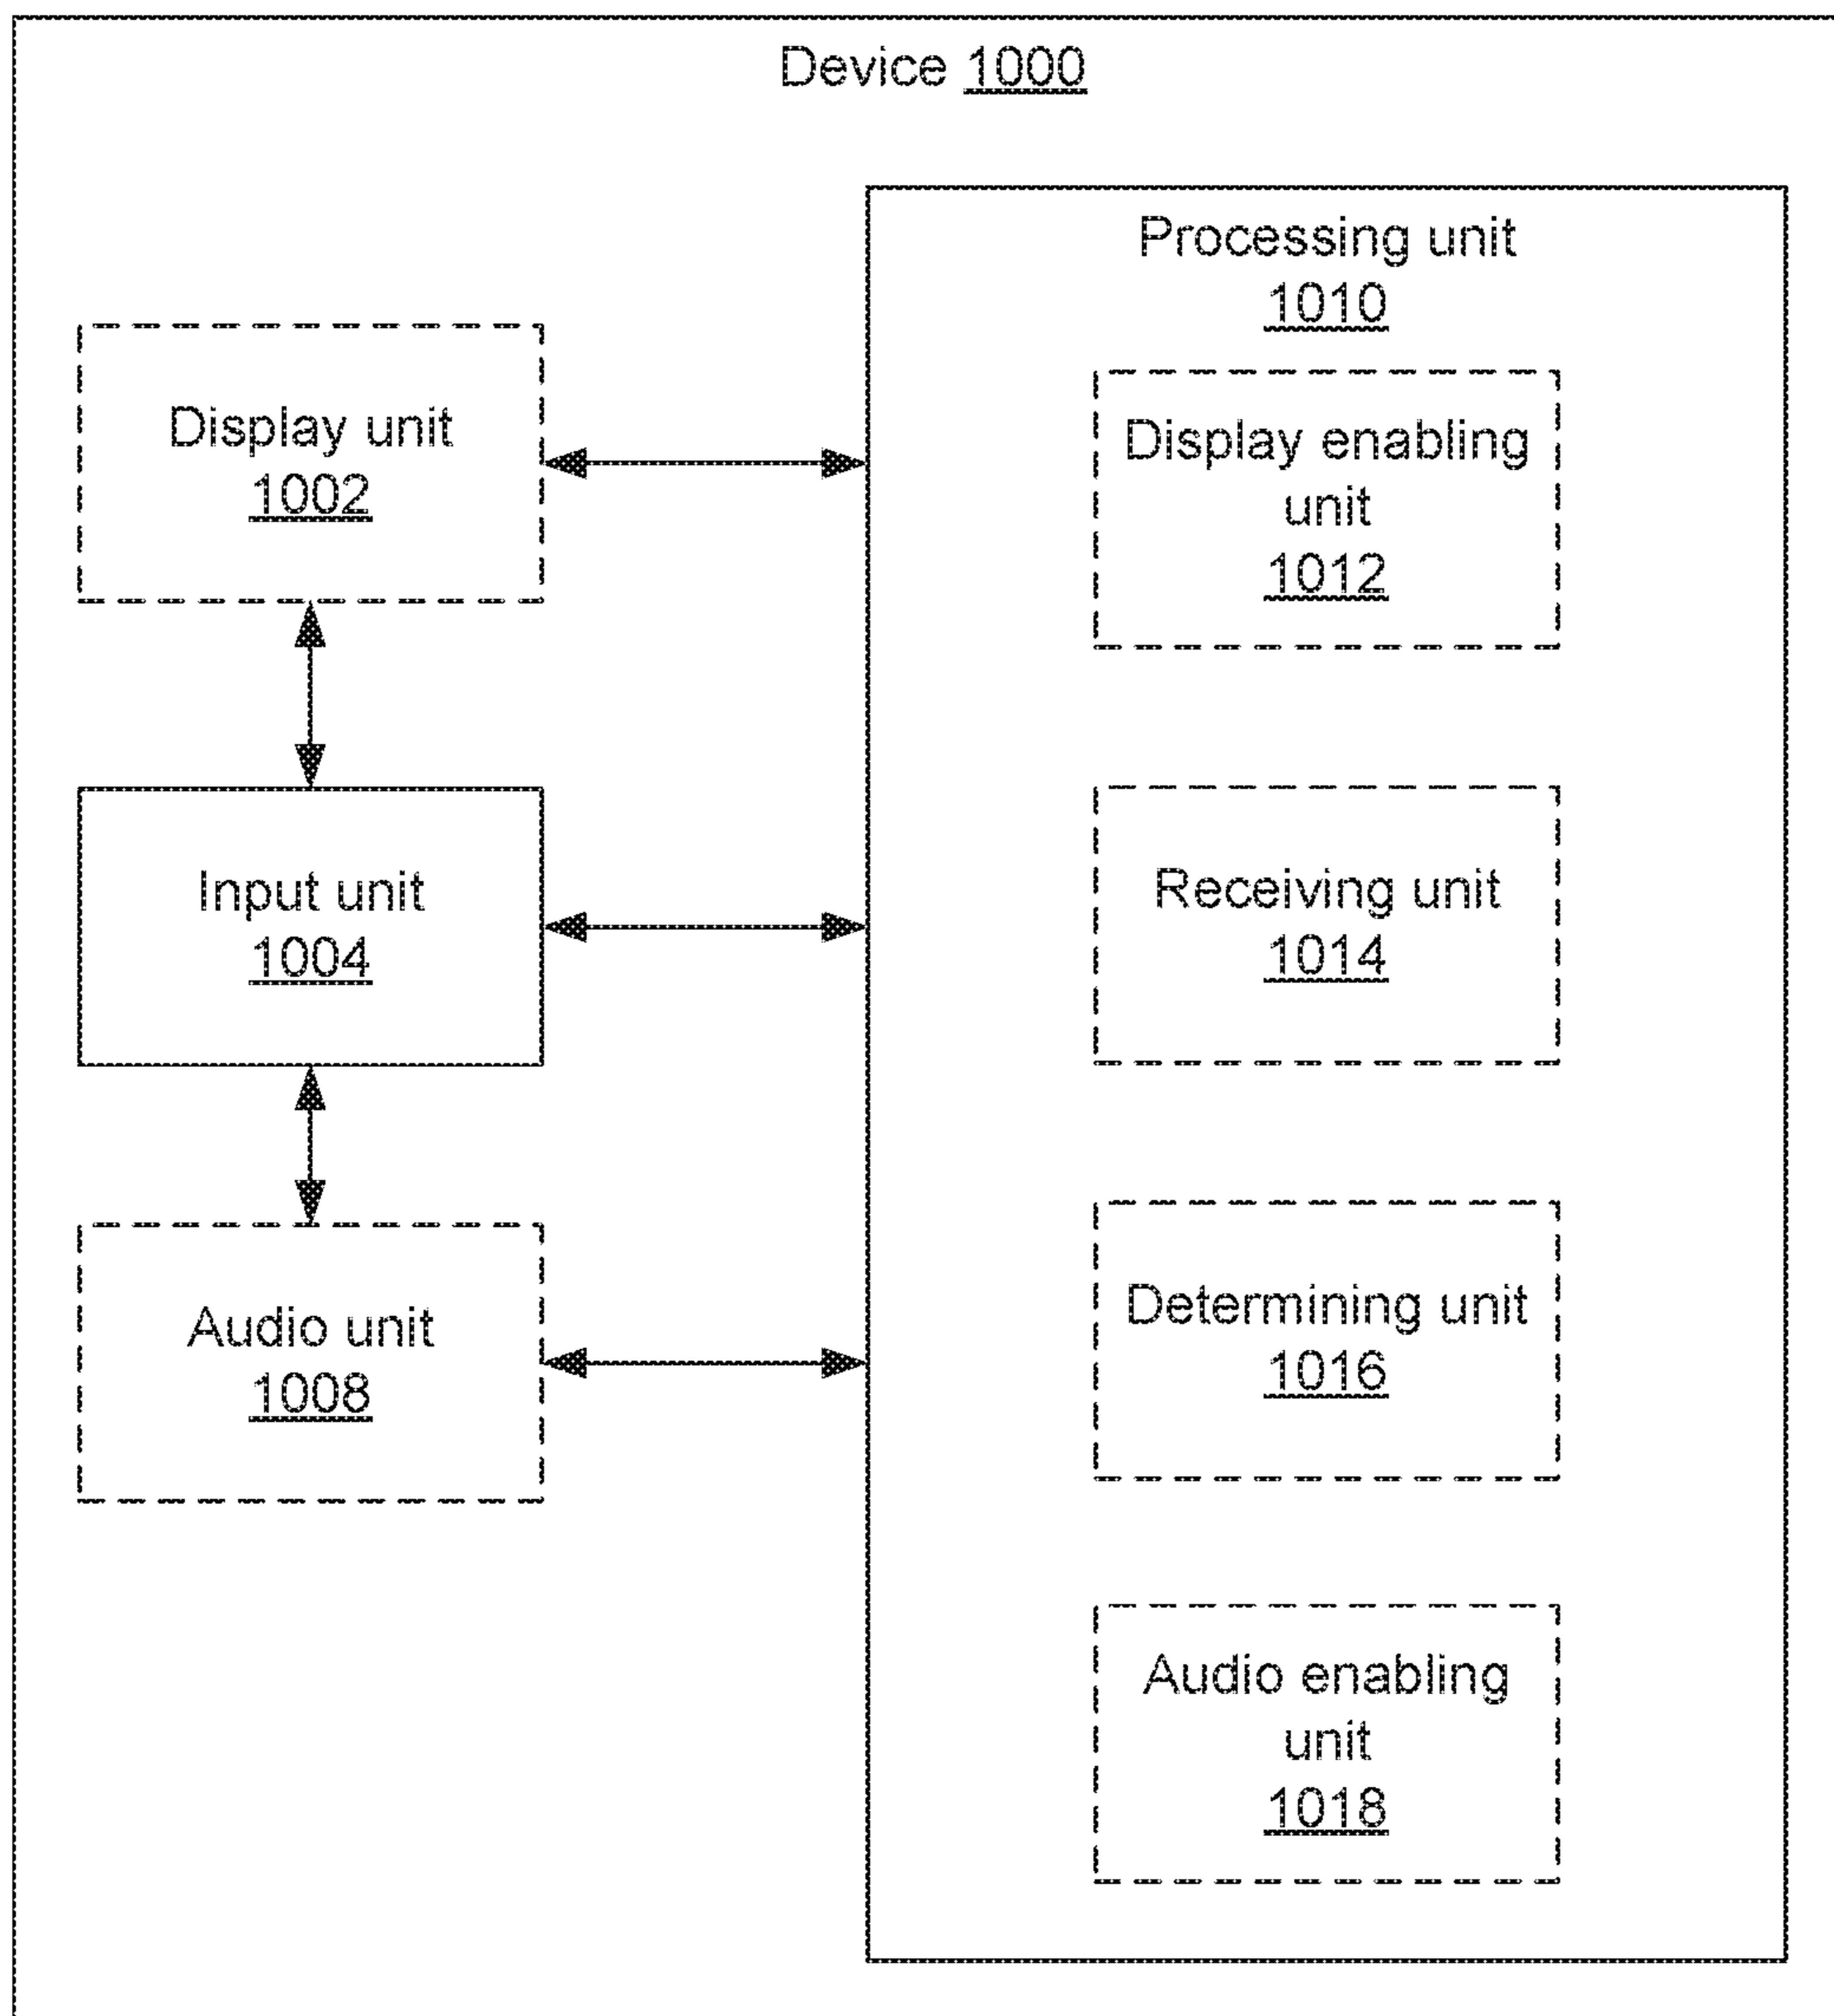 Device 1000
Processing unit
1010
Display unit
1002
Display enabling
unit
1012
Input unit
1004
Receiving unit
1014
Audio unit
1008
Determining unit
1016
Audio enabling
unit
1018